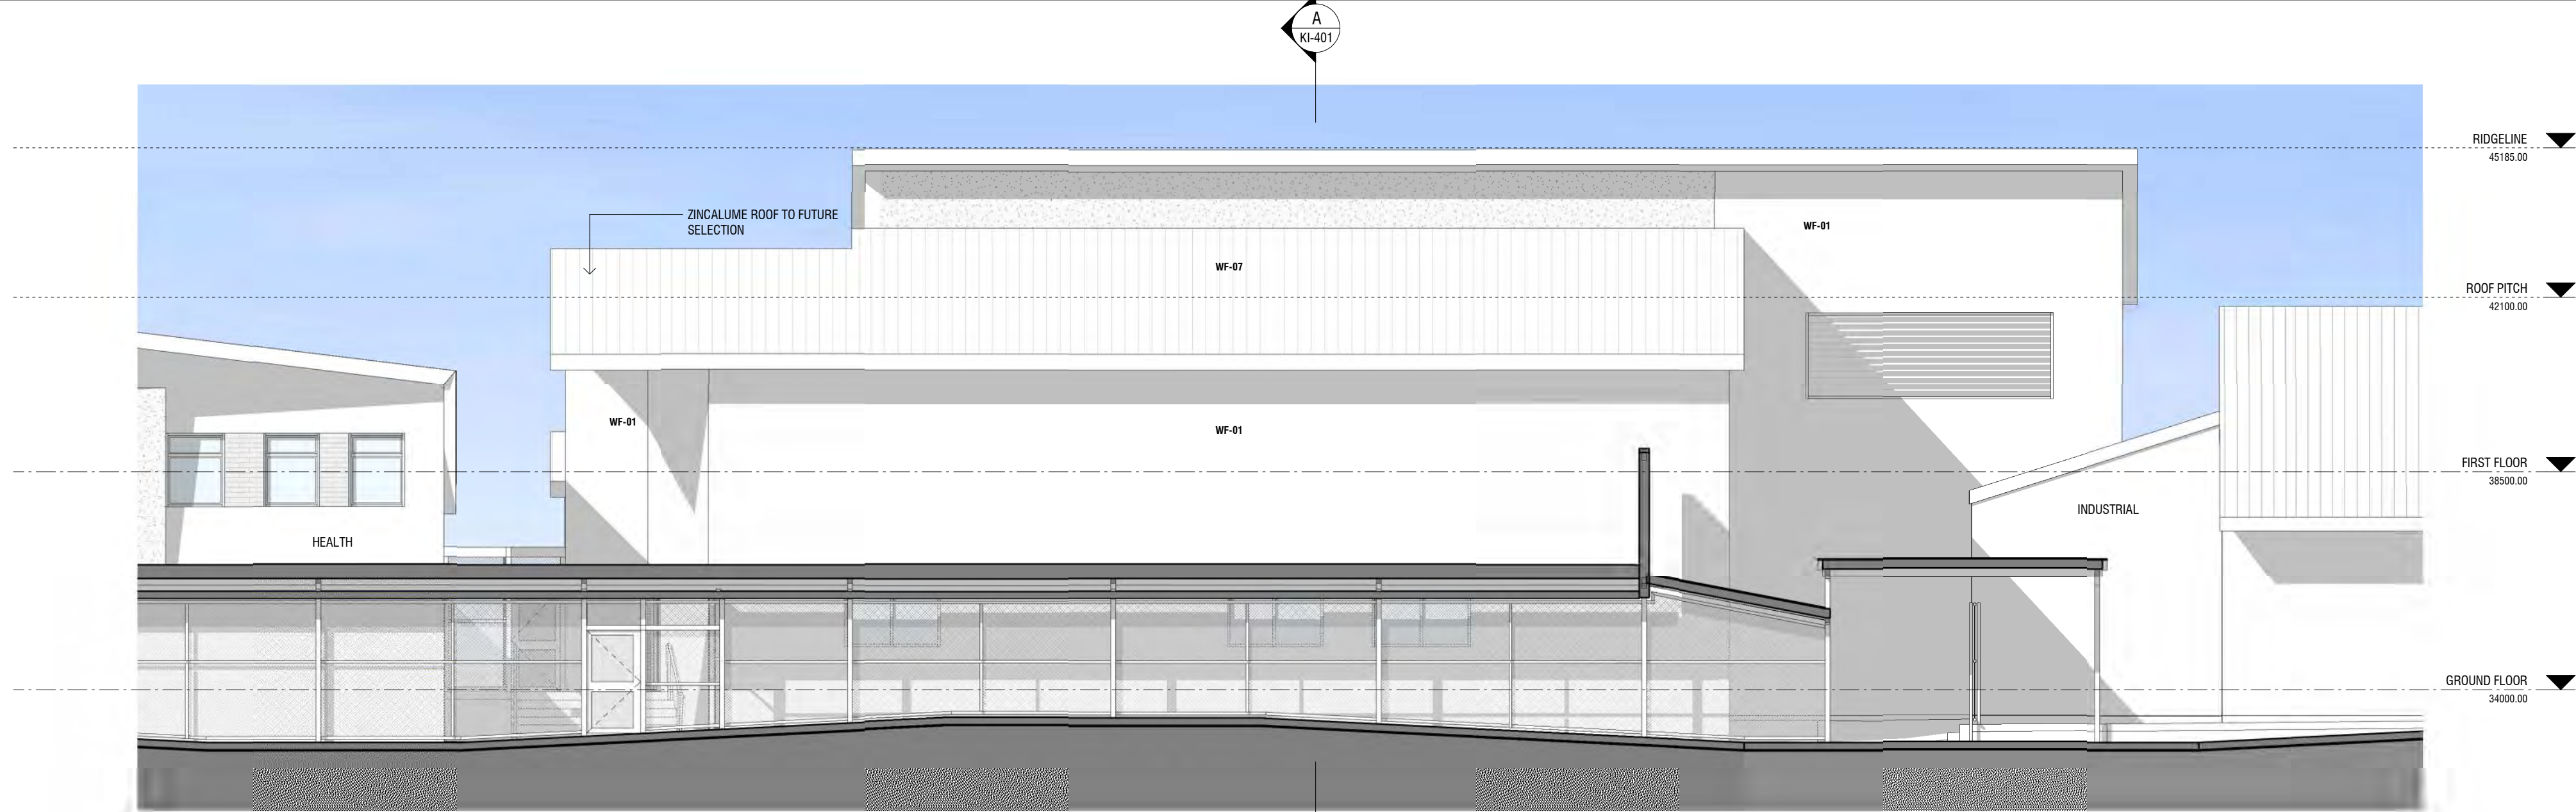 A
KI-401
RIDGELINE
45185.00
ZINCALUME ROOF TO FUTURE
SELECTION
WF-01
WF-07
ROOF PITCH
42100.00
WF-01
WF-01
FIRST FLOOR
38500.00
INDUSTRIAL
HEALTH
GROUND FLOOR
34000.00